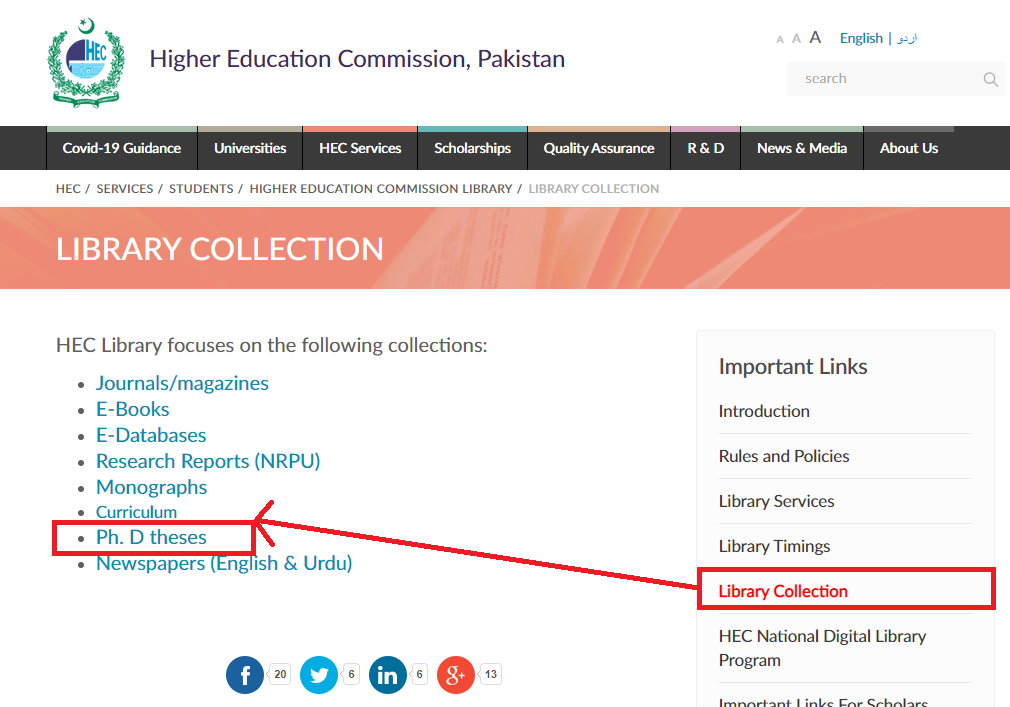 HEC
Higher Education Commission, Pakistan
A A A English | اردو
search
Covid-19 Guidance Universities HEC Services Scholarships Quality Assurance R & D News & Media About Us
HEC / SERVICES / STUDENTS / HIGHER EDUCATION COMMISSION LIBRARY / LIBRARY COLLECTION
LIBRARY COLLECTION
HEC Library focuses on the following collections:
Journals/magazines
E-Books
E-Databases
Research Reports (NRPU)
Monographs
Curriculum
Ph. D theses
Newspapers (English & Urdu)
f 20 6 in 6 g+ 13
Important Links
Introduction
Rules and Policies
Library Services
Library Timings
Library Collection
HEC National Digital Library
Program
Important Links For Scholars